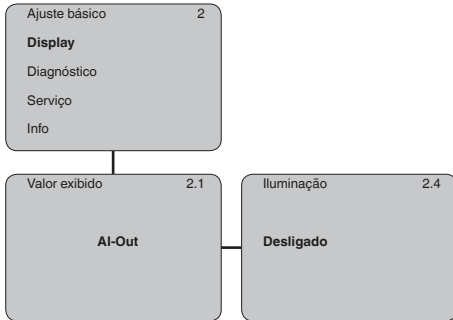 Ajuste básico 2
Display
Diagnóstico
Serviço
Info
Valor exibido 2.1
AI-Out
Iluminação 2.4
Desligado